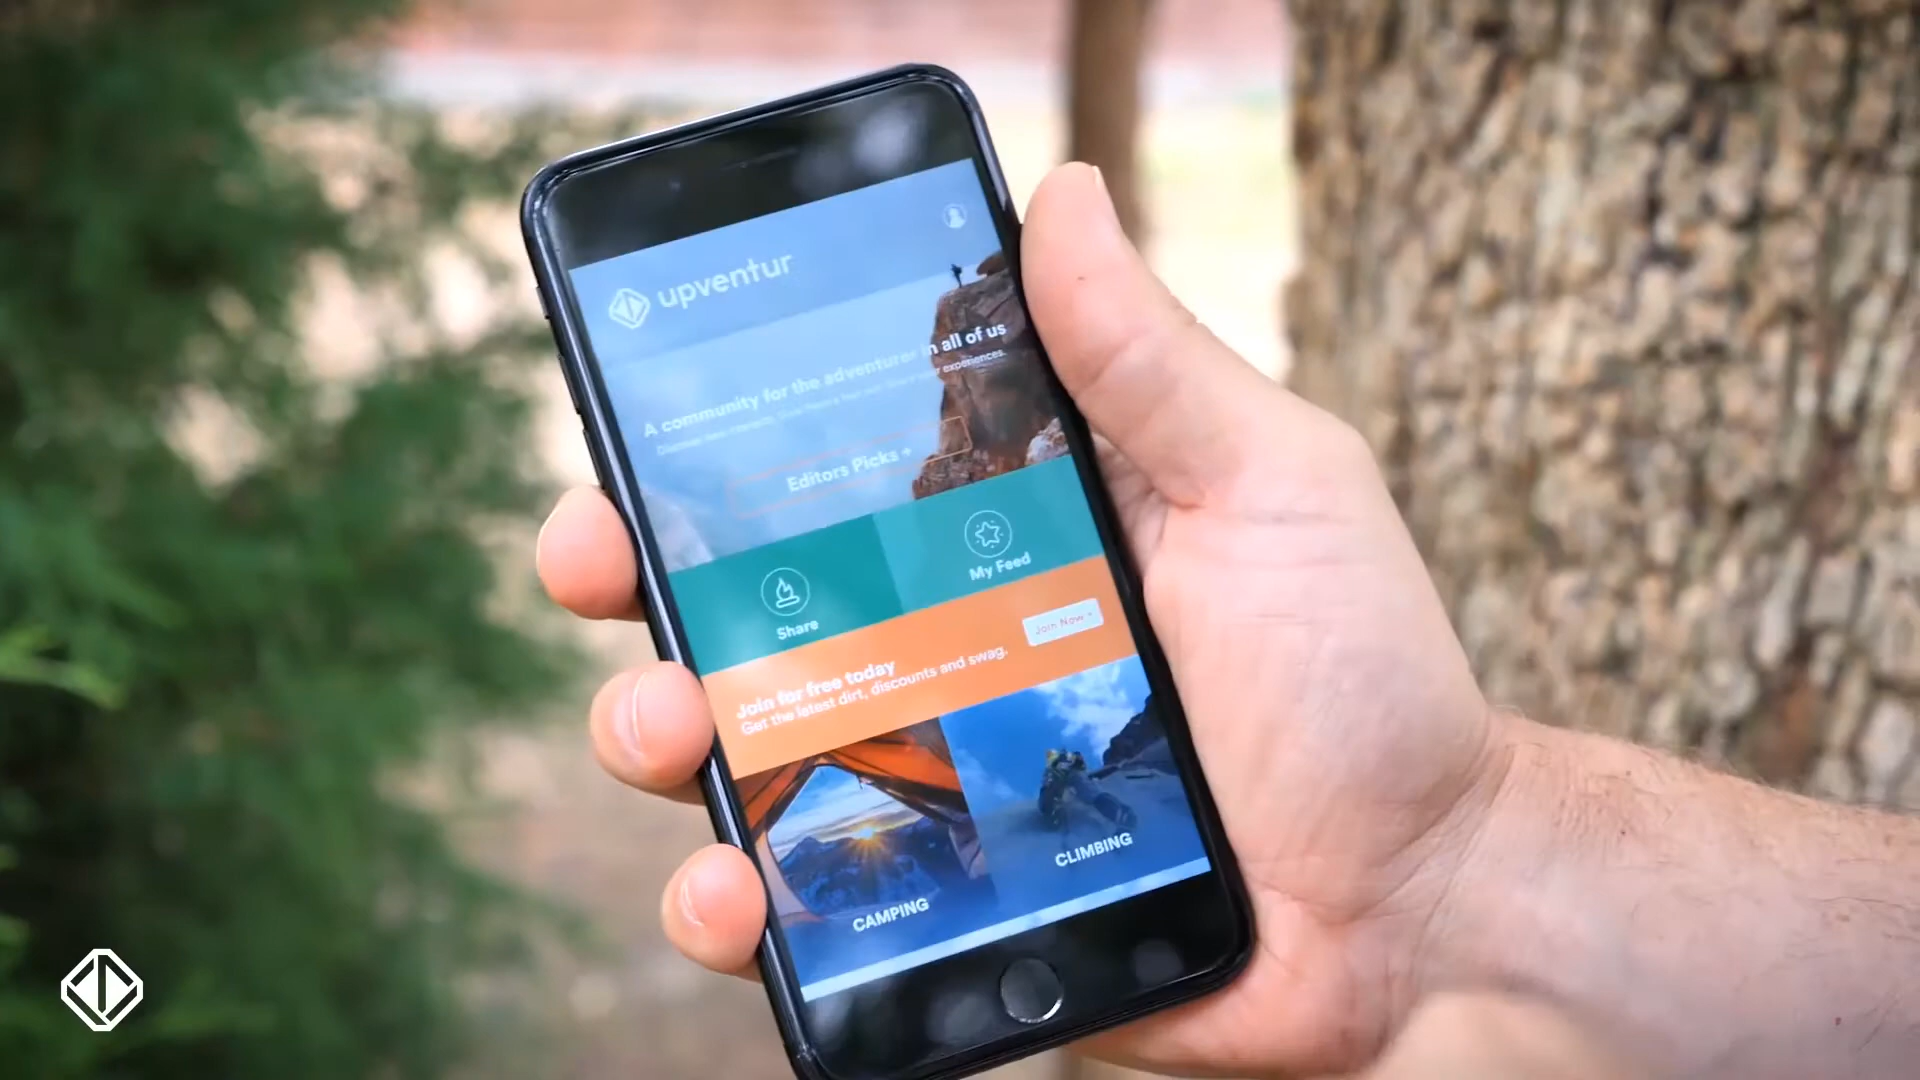 upventur
A community for the adventurer in all of us
experiences.
Editors Picks +
Share
My Feed
Join for free today
Get the latest dirt, discounts and swag.
Join Now +
CAMPING
CLIMBING